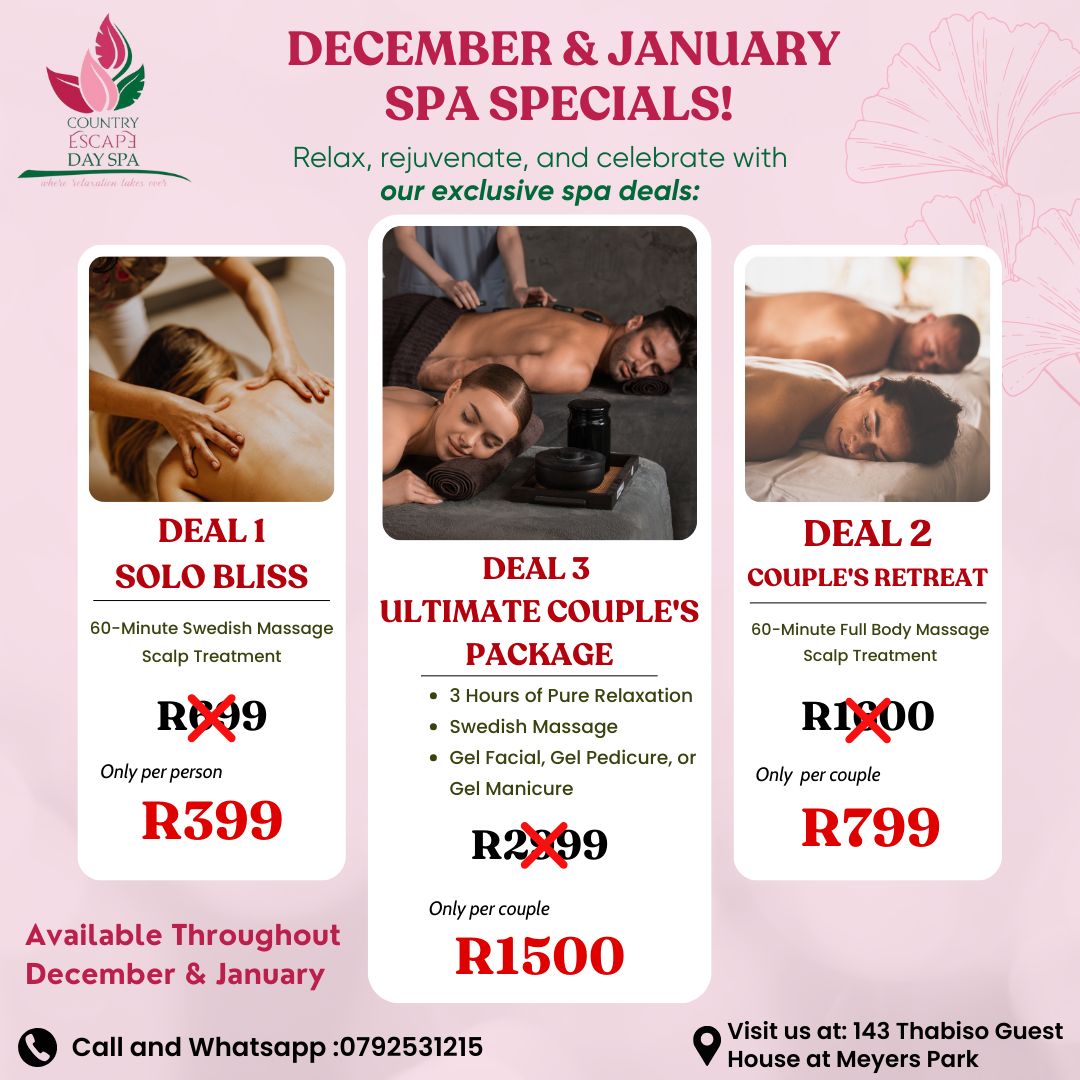 COUNTRY
ESCAPE
DAY SPA
where relaxation takes over
DECEMBER & JANUARY
SPA SPECIALS!
Relax, rejuvenate, and celebrate with
our exclusive spa deals:
DEAL 1
SOLO BLISS
60-Minute Swedish Massage
Scalp Treatment
R699
Only per person
R399
DEAL 3
ULTIMATE COUPLE'S
PACKAGE
• 3 Hours of Pure Relaxation
• Swedish Massage
• Gel Facial, Gel Pedicure, or
Gel Manicure
R2999
Only per couple
R1500
DEAL 2
COUPLE'S RETREAT
60-Minute Full Body Massage
Scalp Treatment
R1600
Only per couple
R799
Available Throughout
December & January
Call and Whatsapp :0792531215
Visit us at: 143 Thabiso Guest
House at Meyers Park